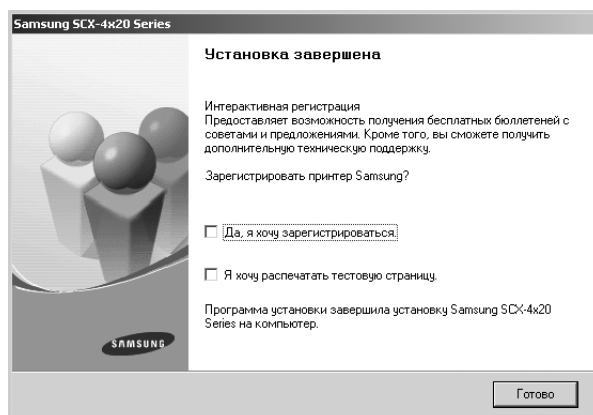 Samsung SCX-4x20 Series
Установка завершена
Интерактивная регистрация
Предоставляет возможность получения бесплатных бюллетеней с
советами и предложениями. Кроме того, вы сможете получить
дополнительную техническую поддержку.
Зарегистрировать принтер Samsung?
Да, я хочу зарегистрироваться.
Я хочу распечатать тестовую страницу.
Программа установки завершила установку Samsung SCX-4x20
Series на компьютер.
SAMSUNG
Готово